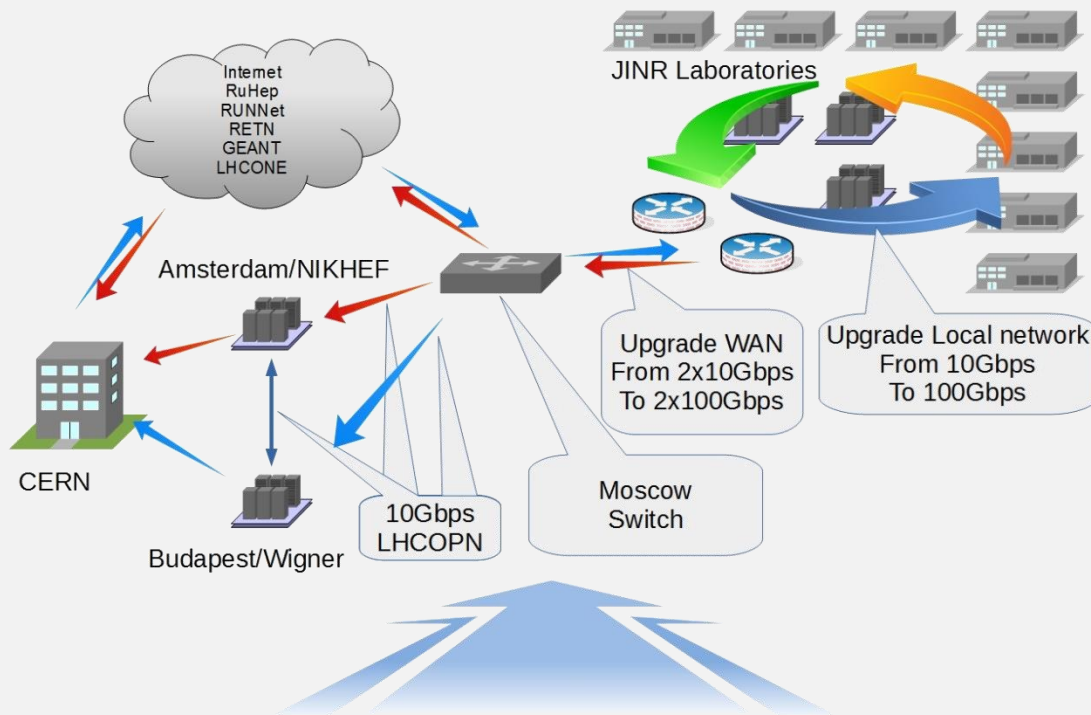 Internet
RuHep
RUNNet
RETN
GEANT
LHCONE
JINR Laboratories
Amsterdam/NIKHEF
Upgrade WAN
From 2x10Gbps
To 2x100Gbps
Upgrade Local network
From 10Gbps
To 100Gbps
CERN
10Gbps
LHCOPN
Moscow
Switch
Budapest/Wigner